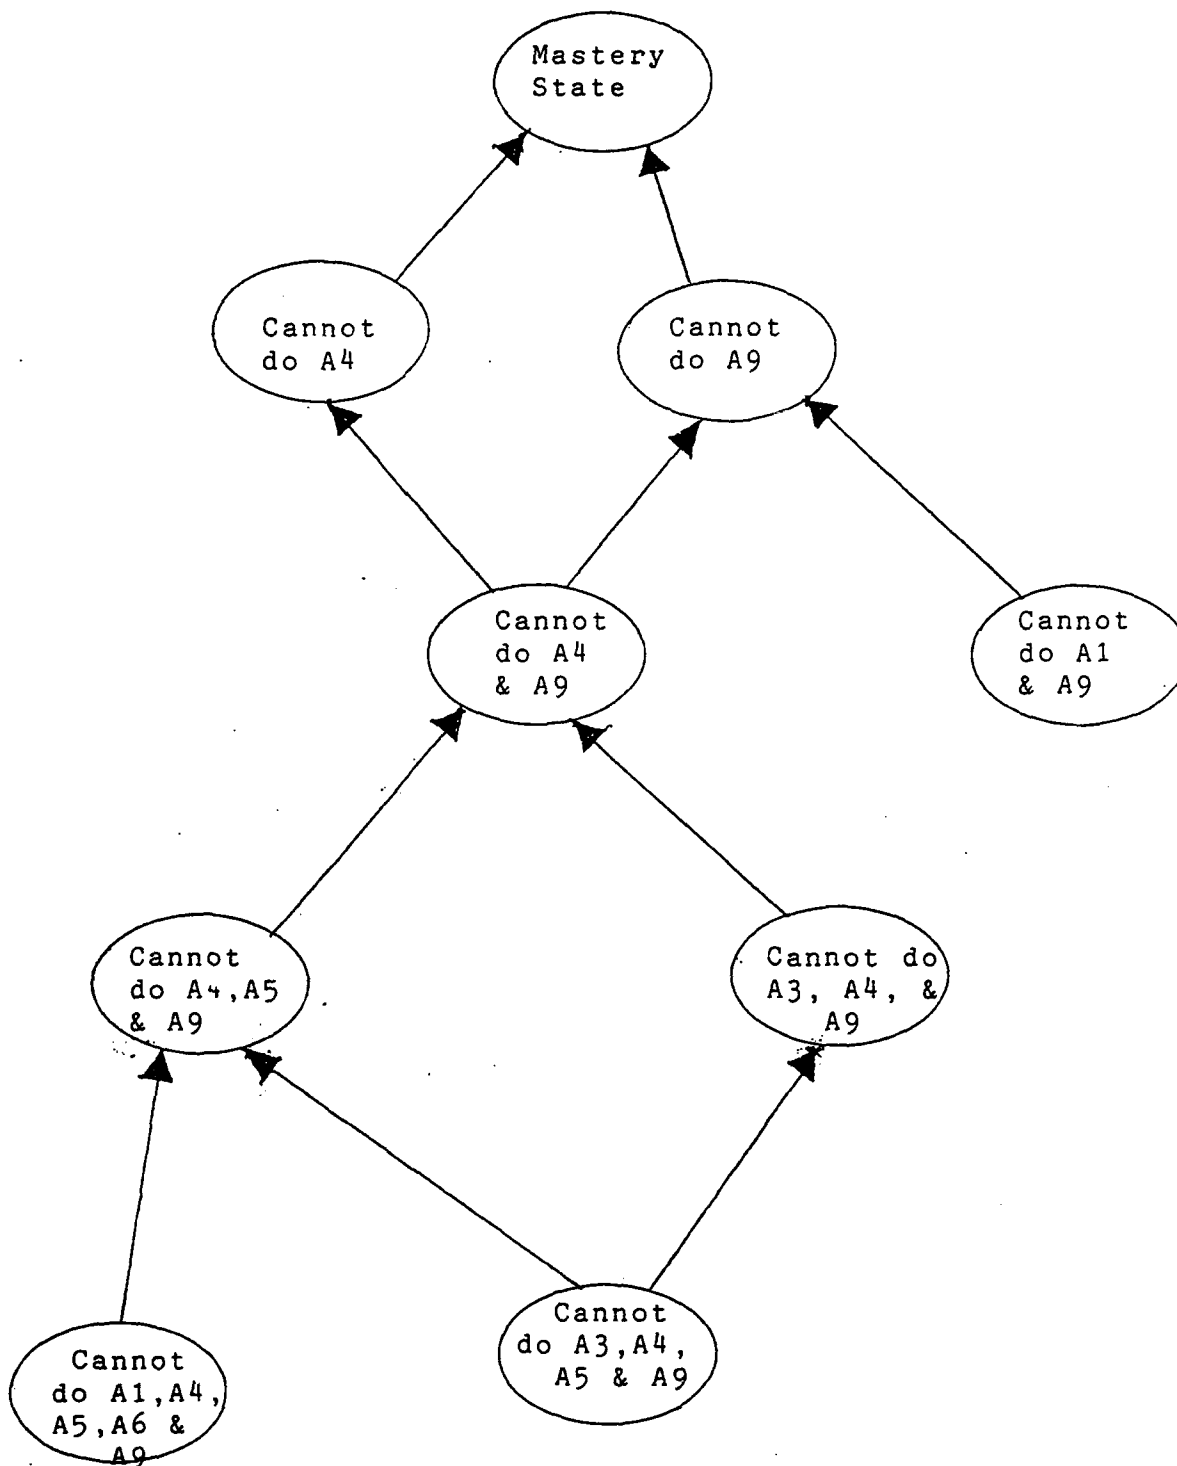 Mastery
State
Cannot
do A4
Cannot
do A9
Cannot
do A4
& A9
Cannot
do A1
& A9
Cannot
do A4,A5
& A9
Cannot do
A3, A4, &
A9
Cannot
do A3,A4,
A5 & A9
Cannot
do A1,A4,
A5,A6 &
A9